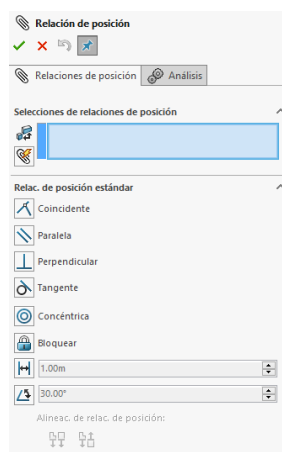 Relación de posición
Relaciones de posición Análisis
Selecciones de relaciones de posición
Relac. de posición estándar
Coincidente
Paralela
Perpendicular
Tangente
Concéntrica
Bloquear
1.00m
30.00°
Alineac. de relac. de posición: